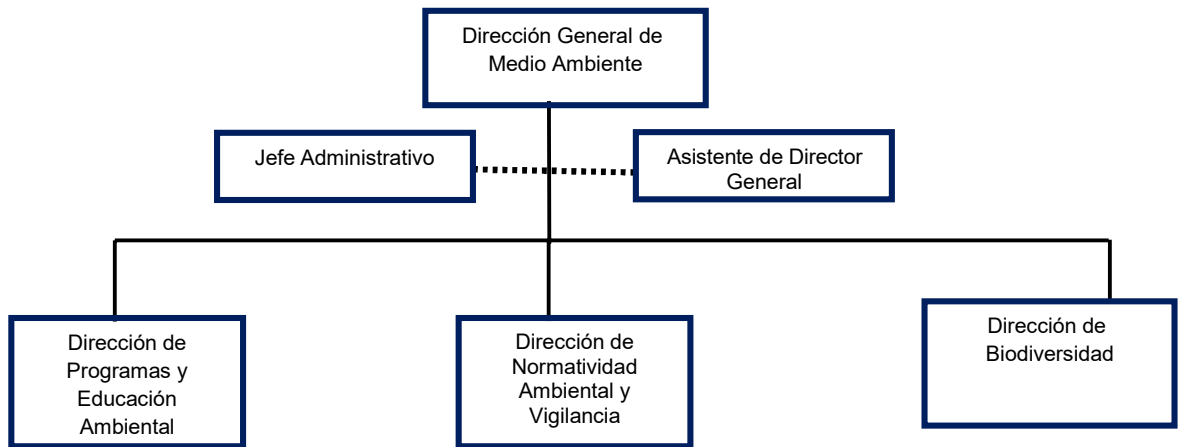 Dirección General de
Medio Ambiente
Jefe Administrativo
Asistente de Director
General
Dirección de
Programas y
Educación
Ambiental
Dirección de
Normatividad
Ambiental y
Vigilancia
Dirección de
Biodiversidad